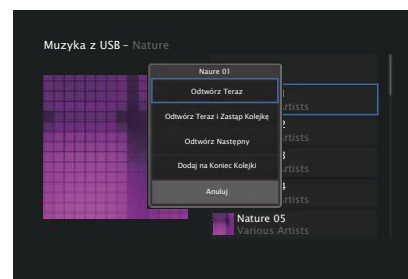 Muzyka z USB – Nature
Naure 01
Odtwórz Teraz
Odtwórz Teraz i Zastąp Kolejkę
Odtwórz Następny
Dodaj na Koniec Kolejki
Anuluj
Nature 05
Various Artists